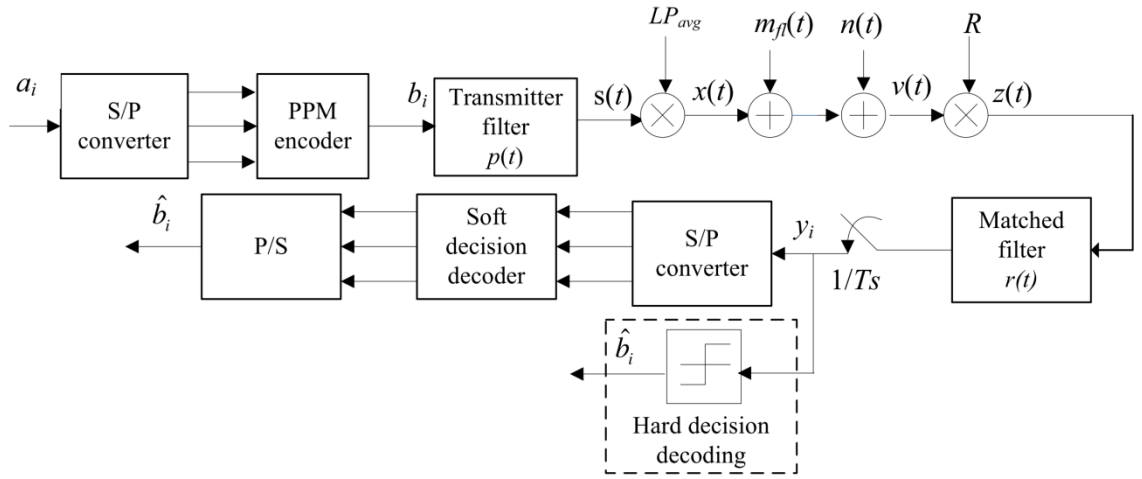 LP_avg
m_fl(t)
n(t)
R
a_i
S/P
converter
PPM
encoder
b_i
Transmitter
filter
p(t)
s(t)
x(t)
v(t)
z(t)
b̂_i
P/S
Soft
decision
decoder
S/P
converter
y_i
1/Ts
Matched
filter
r(t)
b̂_i
Hard decision
decoding